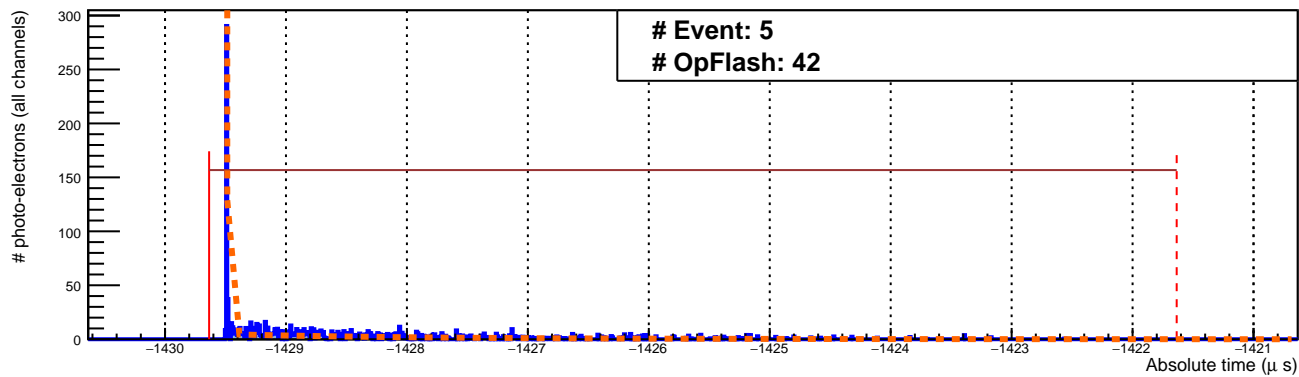 # Event: 5
# OpFlash: 42
# photo-electrons (all channels)
300
250
200
150
100
50
0
−1430 −1429 −1428 −1427 −1426 −1425 −1424 −1423 −1422 −1421
Absolute time (μ s)